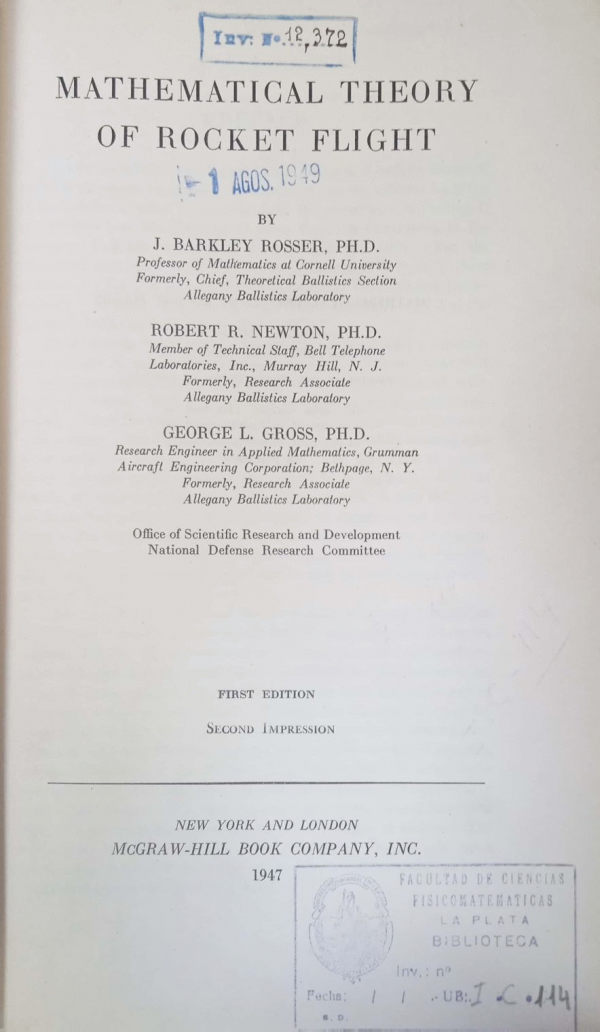 Inv: Nº. 12,372
MATHEMATICAL THEORY
OF ROCKET FLIGHT
1 AGOS. 1949
BY
J. BARKLEY ROSSER, PH.D.
Professor of Mathematics at Cornell University
Formerly, Chief, Theoretical Ballistics Section
Allegany Ballistics Laboratory
ROBERT R. NEWTON, PH.D.
Member of Technical Staff, Bell Telephone
Laboratories, Inc., Murray Hill, N. J.
Formerly, Research Associate
Allegany Ballistics Laboratory
GEORGE L. GROSS, PH.D.
Research Engineer in Applied Mathematics, Grumman
Aircraft Engineering Corporation; Bethpage, N. Y.
Formerly, Research Associate
Allegany Ballistics Laboratory
Office of Scientific Research and Development
National Defense Research Committee
FIRST EDITION
SECOND IMPRESSION
NEW YORK AND LONDON
McGRAW-HILL BOOK COMPANY, INC.
1947
FACULTAD DE CIENCIAS
FISICOMATEMATICAS
LA PLATA
BIBLIOTECA
Inv.: nº
Fecha: / / .- UB: I.C.114
S. D.